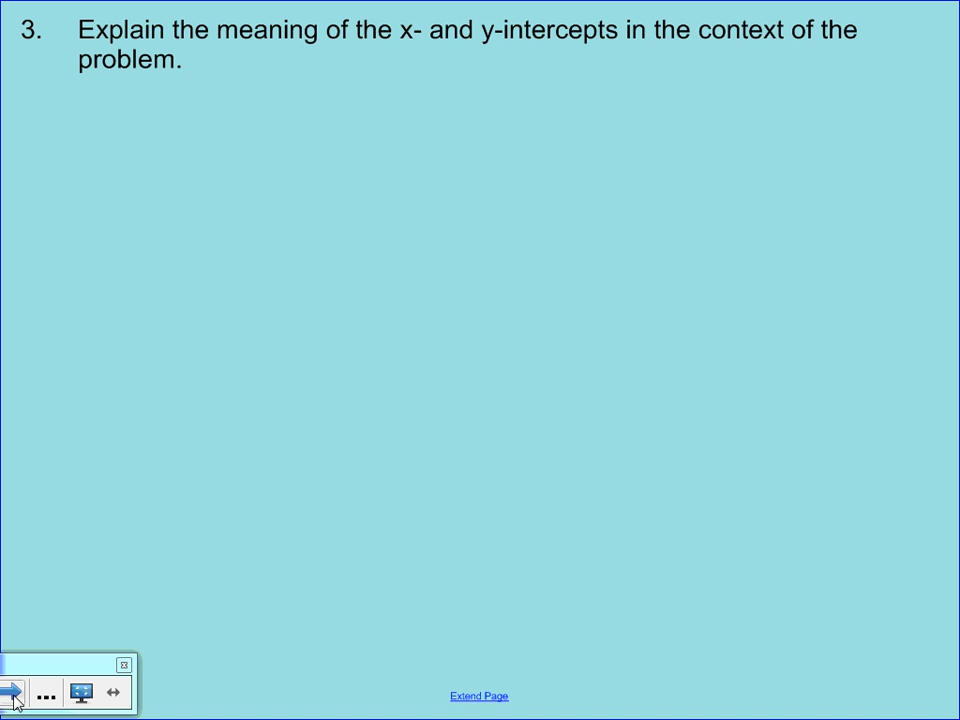 3. Explain the meaning of the x- and y-intercepts in the context of the
problem.
Extend Page